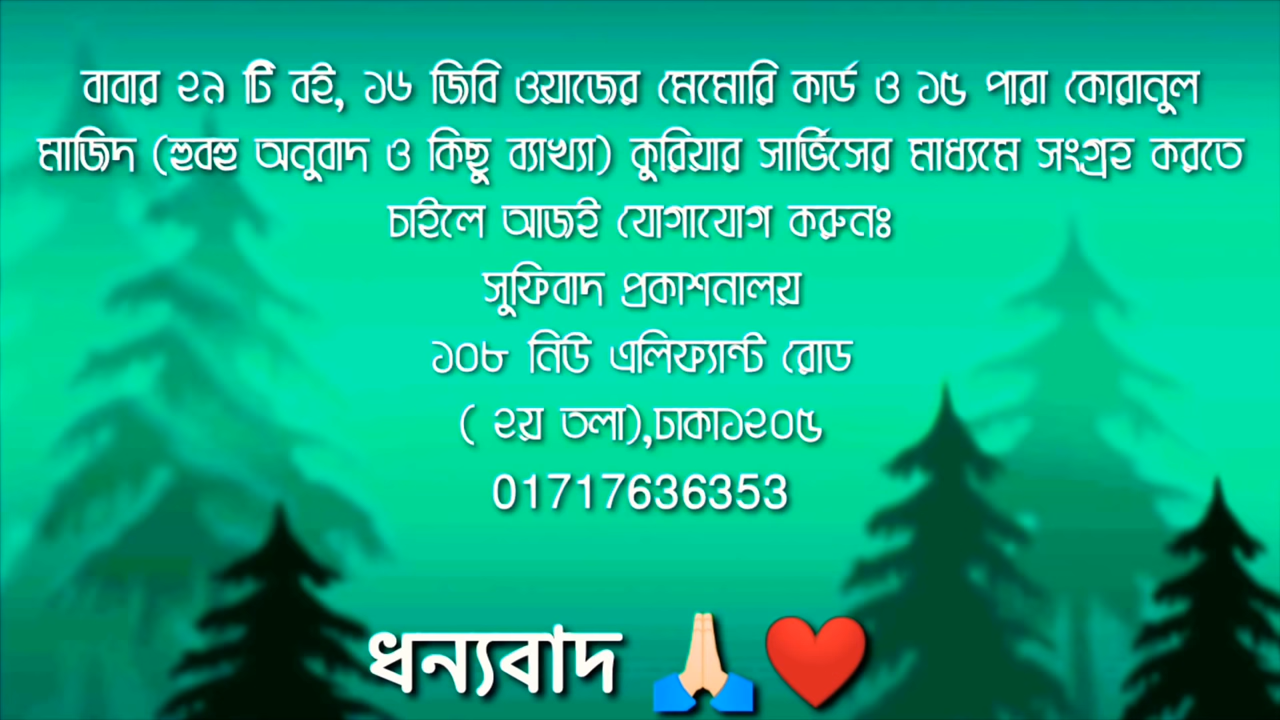 বাবার ২৯ টি বই, ১৬ জিবি ওয়াজের মেমোরি কার্ড ও ১৫ পারা কোরানুল
মাজিদ (হুবহু অনুবাদ ও কিছু ব্যাখ্যা) কুরিয়ার সার্ভিসের মাধ্যমে সংগ্রহ করতে
চাইলে আজই যোগাযোগ করুনঃ
সুফিবাদ প্রকাশনালয়
১০৮ নিউ এলিফ্যান্ট রোড
( ২য় তলা),ঢাকা১২০৫
01717636353
ধন্যবাদ 🙏🏻❤️